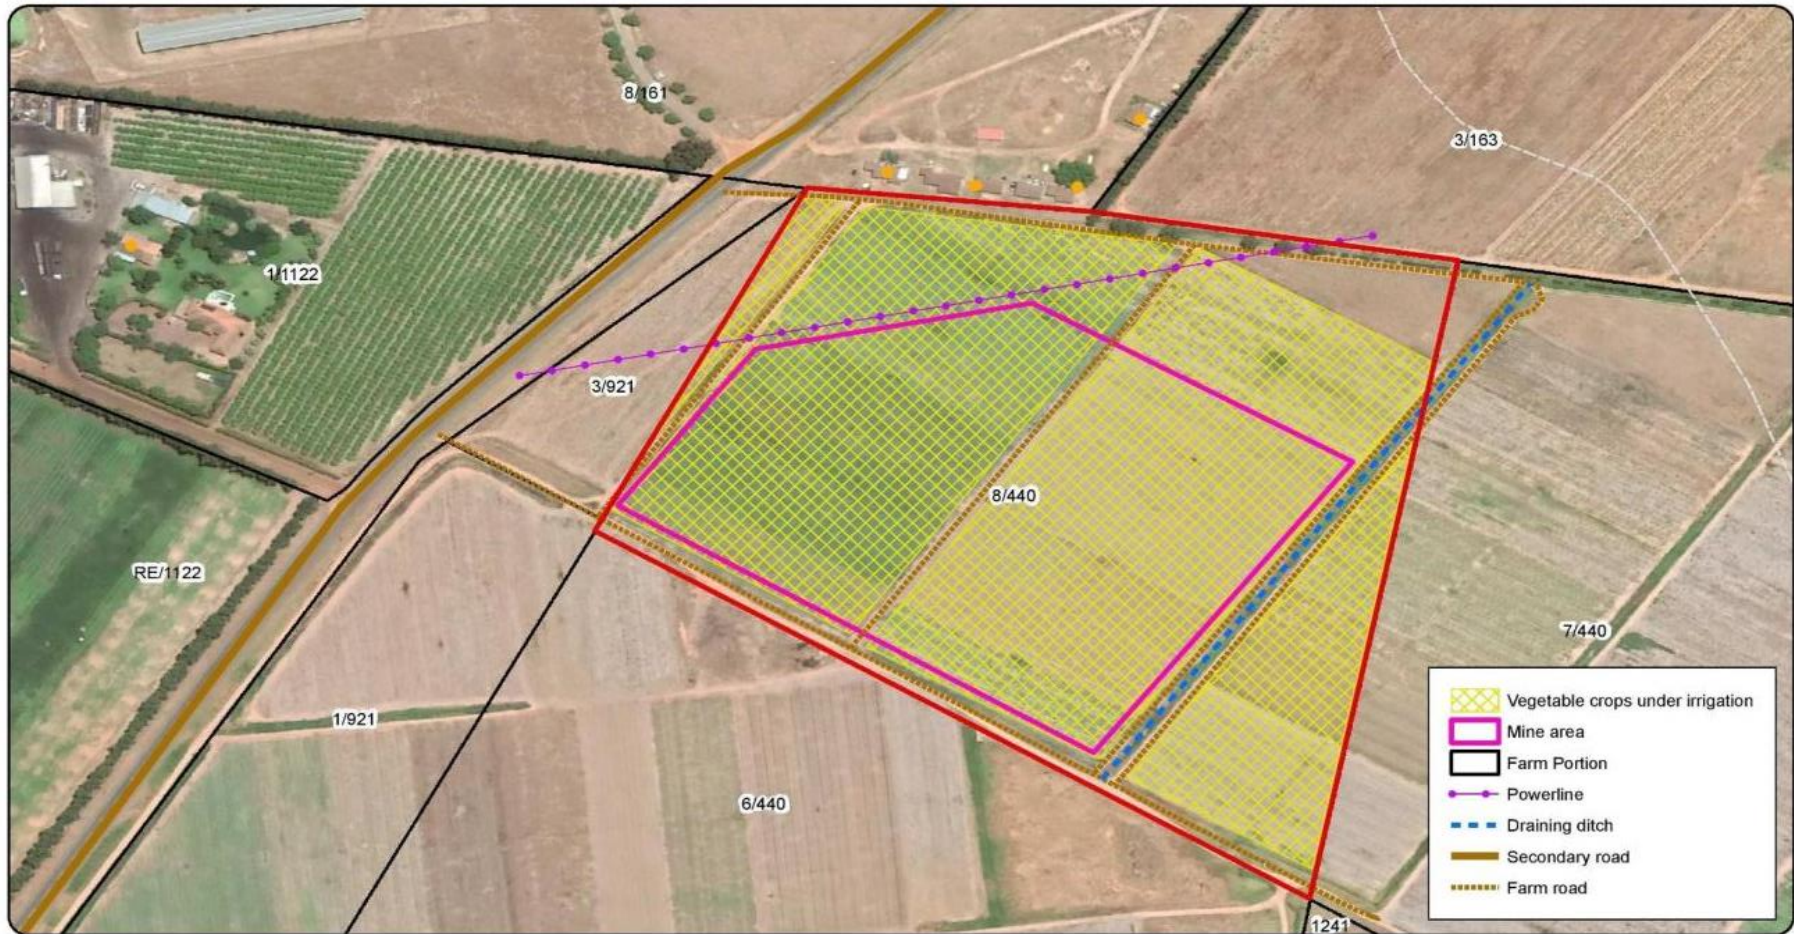 8/161
3/163
1/1122
3/921
8/440
RE/1122
7/440
1/921
6/440
1241
Vegetable crops under irrigation
Mine area
Farm Portion
Powerline
Draining ditch
Secondary road
Farm road